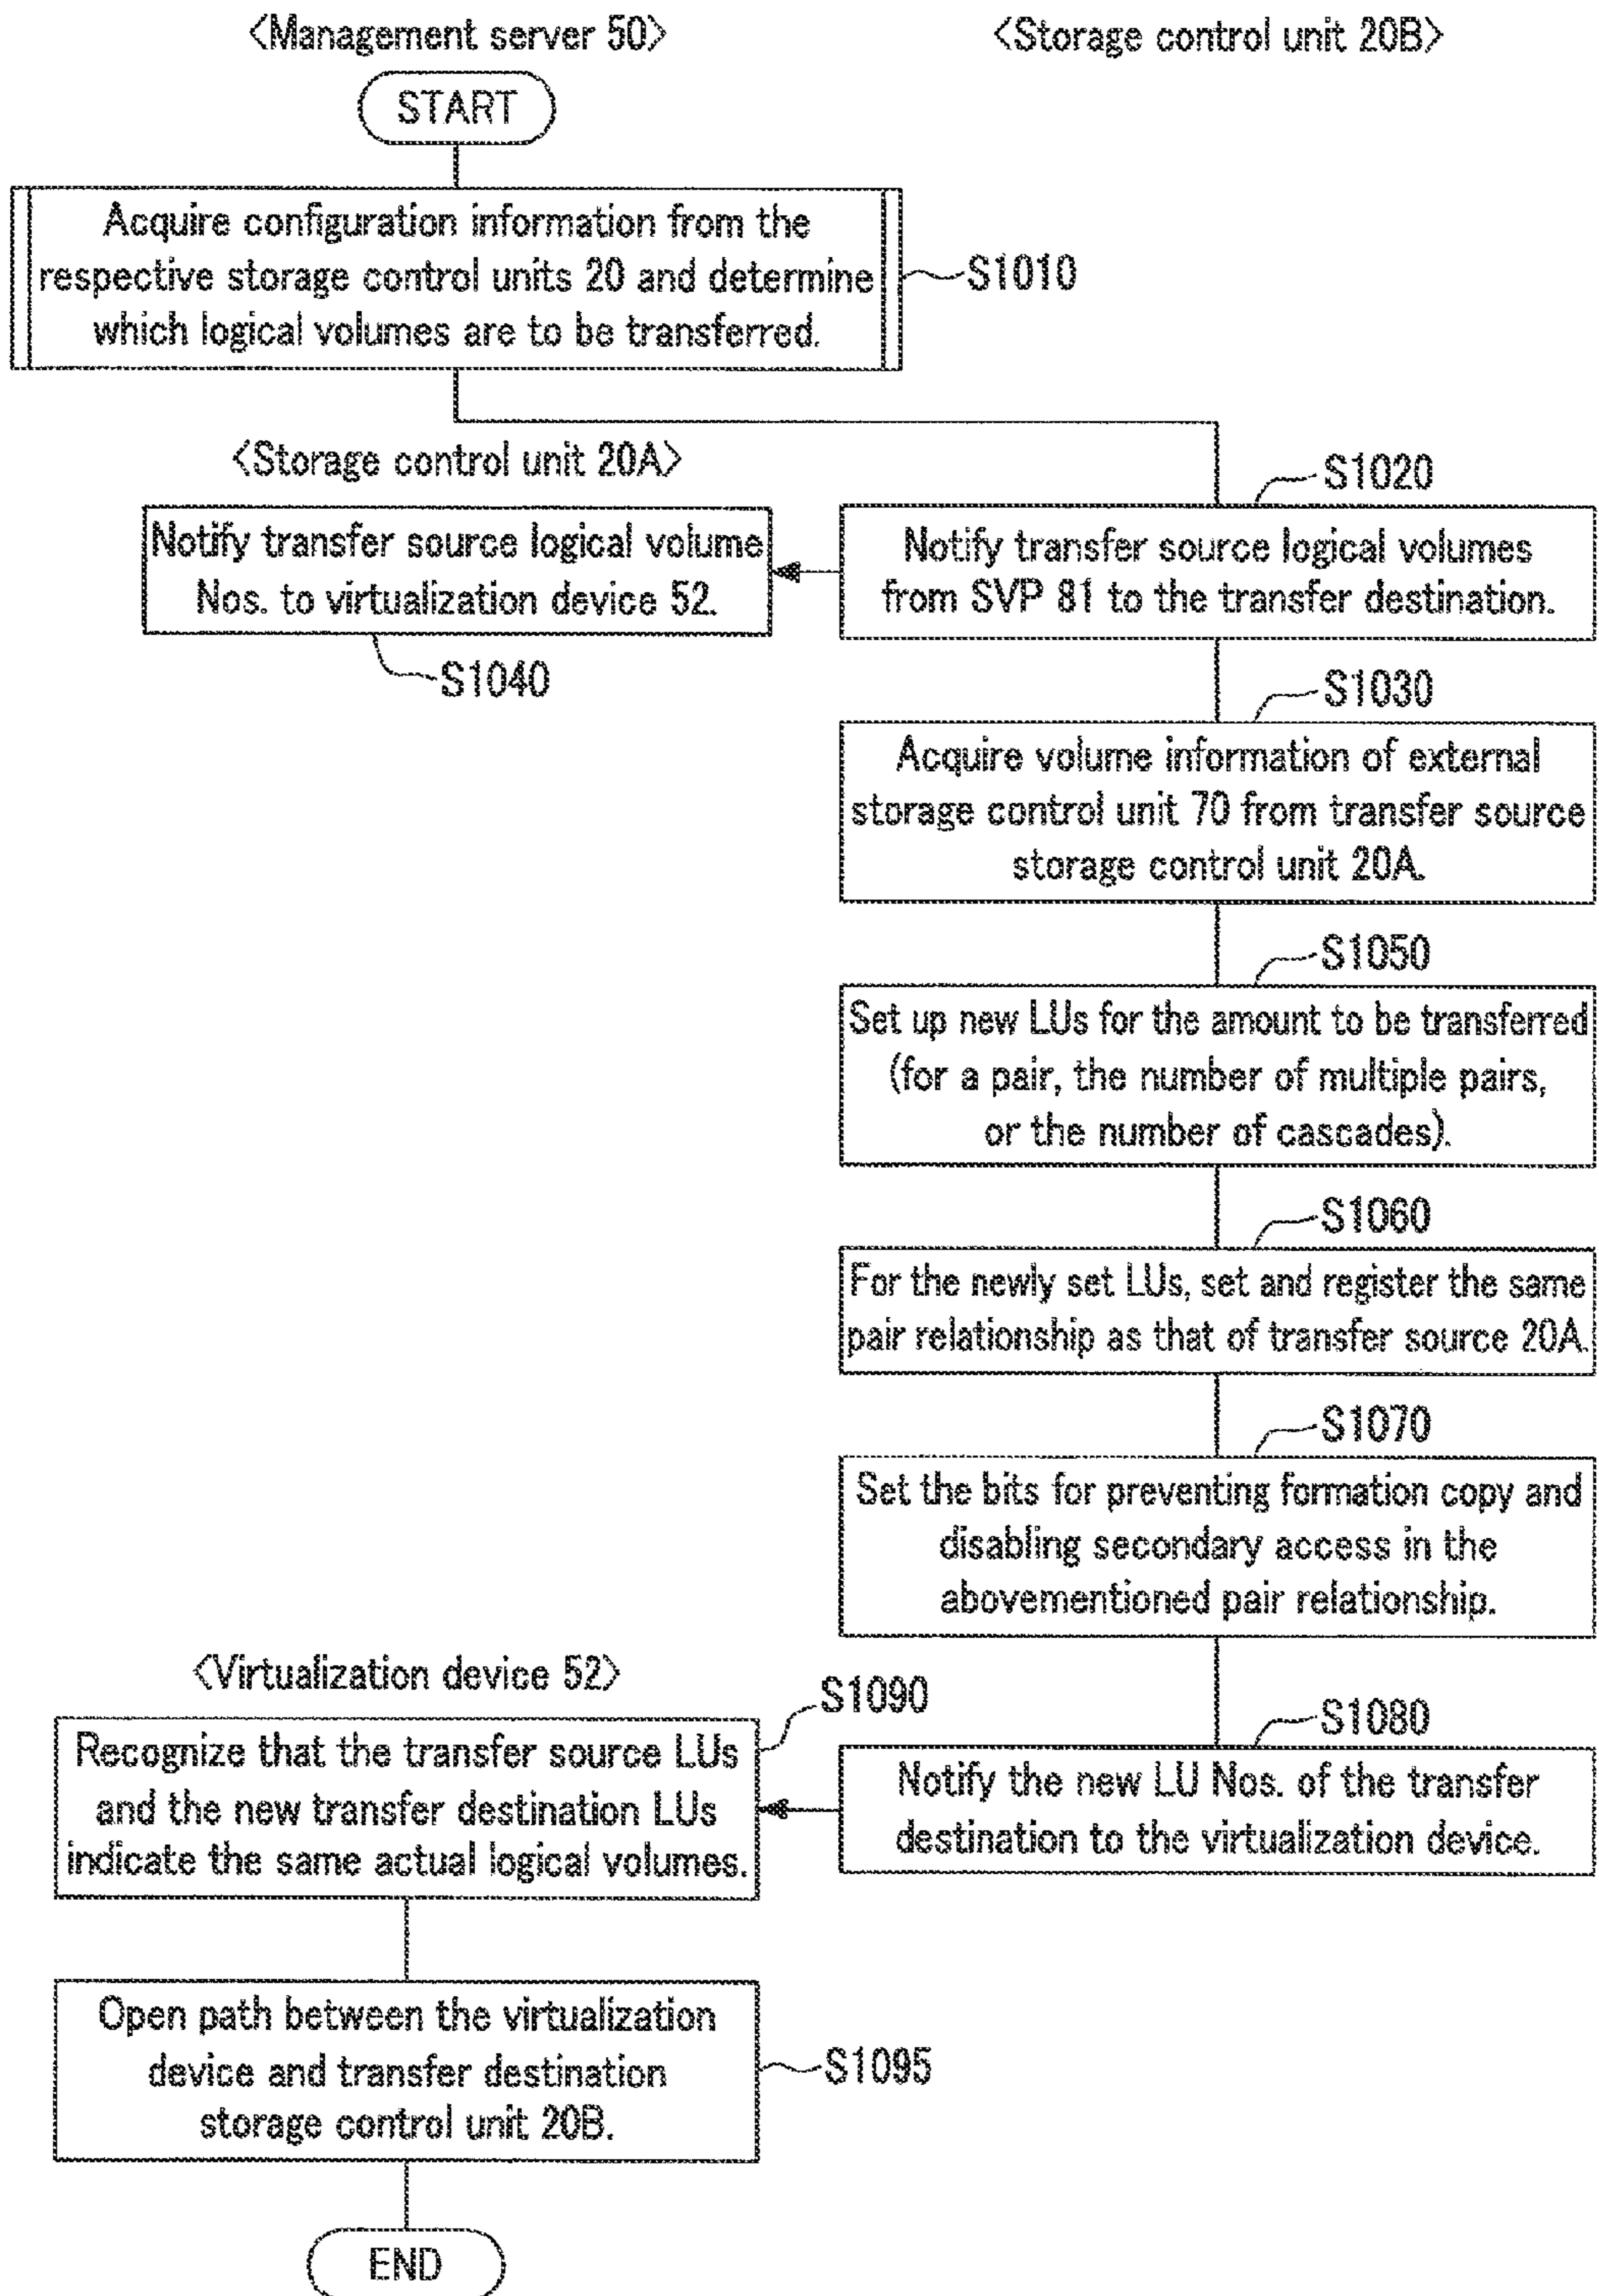 <Management server 50>
<Storage control unit 20B>
START
Acquire configuration information from the
respective storage control units 20 and determine
which logical volumes are to be transferred.
S1010
<Storage control unit 20A>
S1020
Notify transfer source logical volume
Nos. to virtualization device 52.
S1040
Notify transfer source logical volumes
from SVP 81 to the transfer destination.
S1030
Acquire volume information of external
storage control unit 70 from transfer source
storage control unit 20A.
S1050
Set up new LUs for the amount to be transferred
(for a pair, the number of multiple pairs,
or the number of cascades).
S1060
For the newly set LUs, set and register the same
pair relationship as that of transfer source 20A.
S1070
Set the bits for preventing formation copy and
disabling secondary access in the
abovementioned pair relationship.
<Virtualization device 52>
S1090
Recognize that the transfer source LUs
and the new transfer destination LUs
indicate the same actual logical volumes.
S1080
Notify the new LU Nos. of the transfer
destination to the virtualization device.
Open path between the virtualization
device and transfer destination
storage control unit 20B.
S1095
END